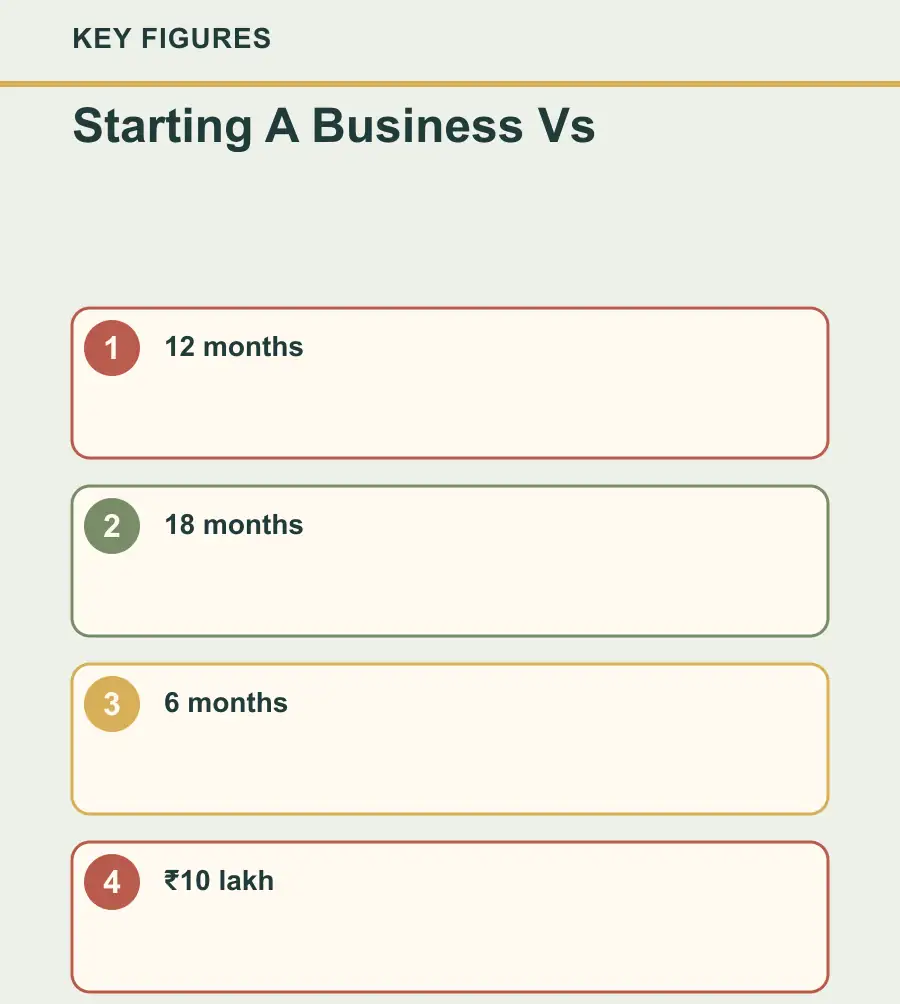 KEY FIGURES
Starting A Business Vs
1 12 months
2 18 months
3 6 months
4 ₹10 lakh